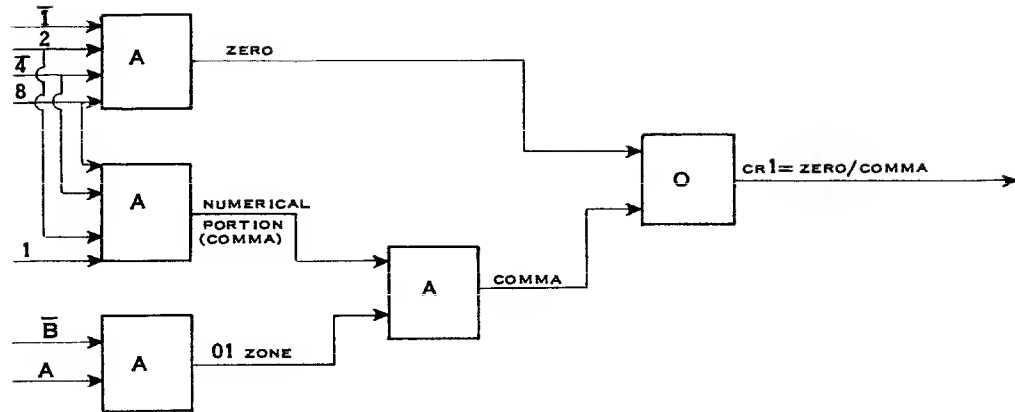 1̅
2
4̅
8
A
ZERO
A
1
NUMERICAL
PORTION
(COMMA)
B̅
A
A
01 ZONE
A
COMMA
O
CR1= ZERO/COMMA